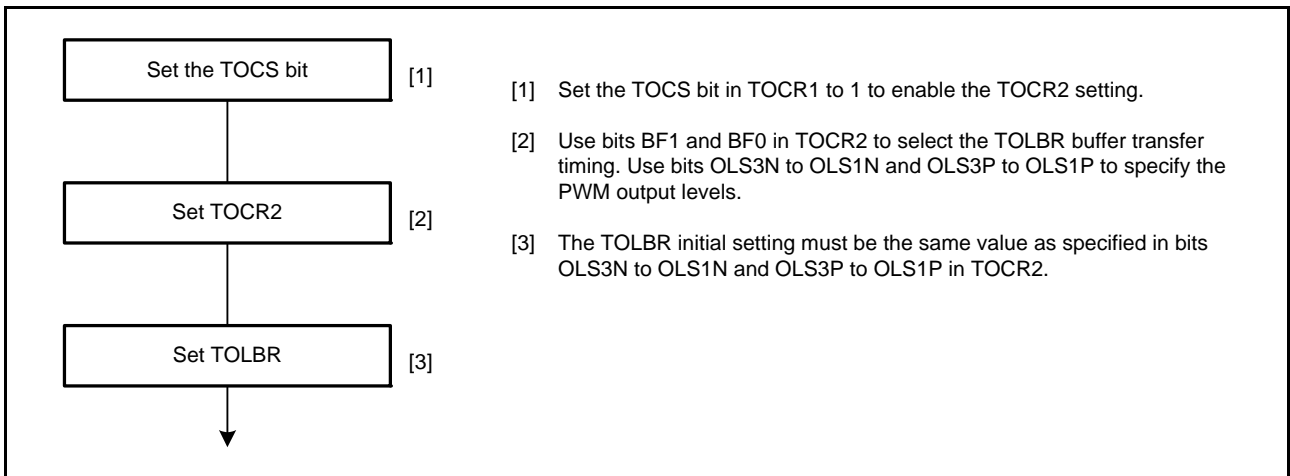 Set the TOCS bit
[1]
Set TOCR2
[2]
Set TOLBR
[3]
[1] Set the TOCS bit in TOCR1 to 1 to enable the TOCR2 setting.
[2] Use bits BF1 and BF0 in TOCR2 to select the TOLBR buffer transfer
timing. Use bits OLS3N to OLS1N and OLS3P to OLS1P to specify the
PWM output levels.
[3] The TOLBR initial setting must be the same value as specified in bits
OLS3N to OLS1N and OLS3P to OLS1P in TOCR2.